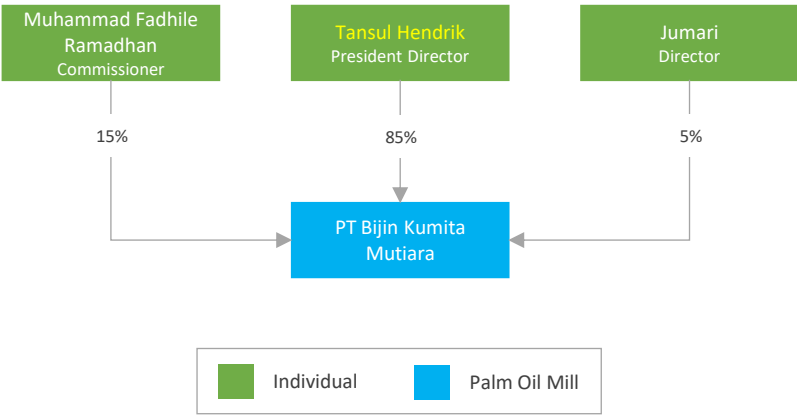 Muhammad Fadhile
Ramadhan
Commissioner
Tansul Hendrik
President Director
Jumari
Director
15%
85%
5%
PT Bijin Kumita
Mutiara
Individual
Palm Oil Mill